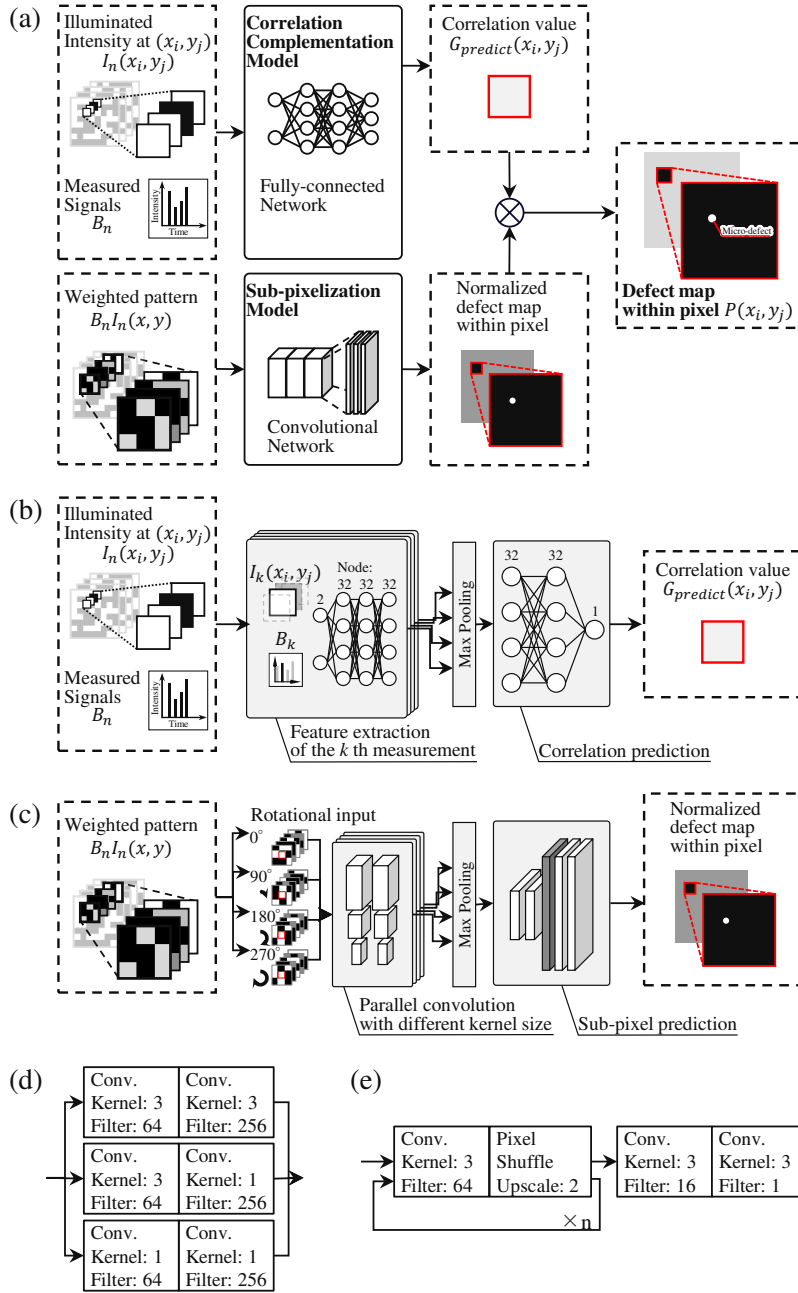 (a)
Illuminated
Intensity at (x_i, y_j)
I_n(x_i, y_j)
Measured
Signals
B_n
Intensity
Time
Correlation
Complementation
Model
Fully-connected
Network
Correlation value
G_predict(x_i, y_j)
Weighted pattern
B_n I_n(x, y)
Sub-pixelization
Model
Convolutional
Network
Normalized
defect map
within pixel
Micro-defect
Defect map
within pixel P(x_i, y_j)
(b)
Illuminated
Intensity at (x_i, y_j)
I_n(x_i, y_j)
Measured
Signals
B_n
Intensity
Time
I_k(x_i, y_j)
B_k
Node:
2
32 32 32
Feature extraction
of the k th measurement
Max Pooling
32 32
1
Correlation prediction
Correlation value
G_predict(x_i, y_j)
(c)
Weighted pattern
B_n I_n(x, y)
Rotational input
0°
90°
180°
270°
Parallel convolution
with different kernel size
Max Pooling
Sub-pixel prediction
Normalized
defect map
within pixel
(d)
Conv.
Kernel: 3
Filter: 64
Conv.
Kernel: 3
Filter: 256
Conv.
Kernel: 3
Filter: 64
Conv.
Kernel: 1
Filter: 256
Conv.
Kernel: 1
Filter: 64
Conv.
Kernel: 1
Filter: 256
(e)
Conv.
Kernel: 3
Filter: 64
Pixel
Shuffle
Upscale: 2
×n
Conv.
Kernel: 3
Filter: 16
Conv.
Kernel: 3
Filter: 1